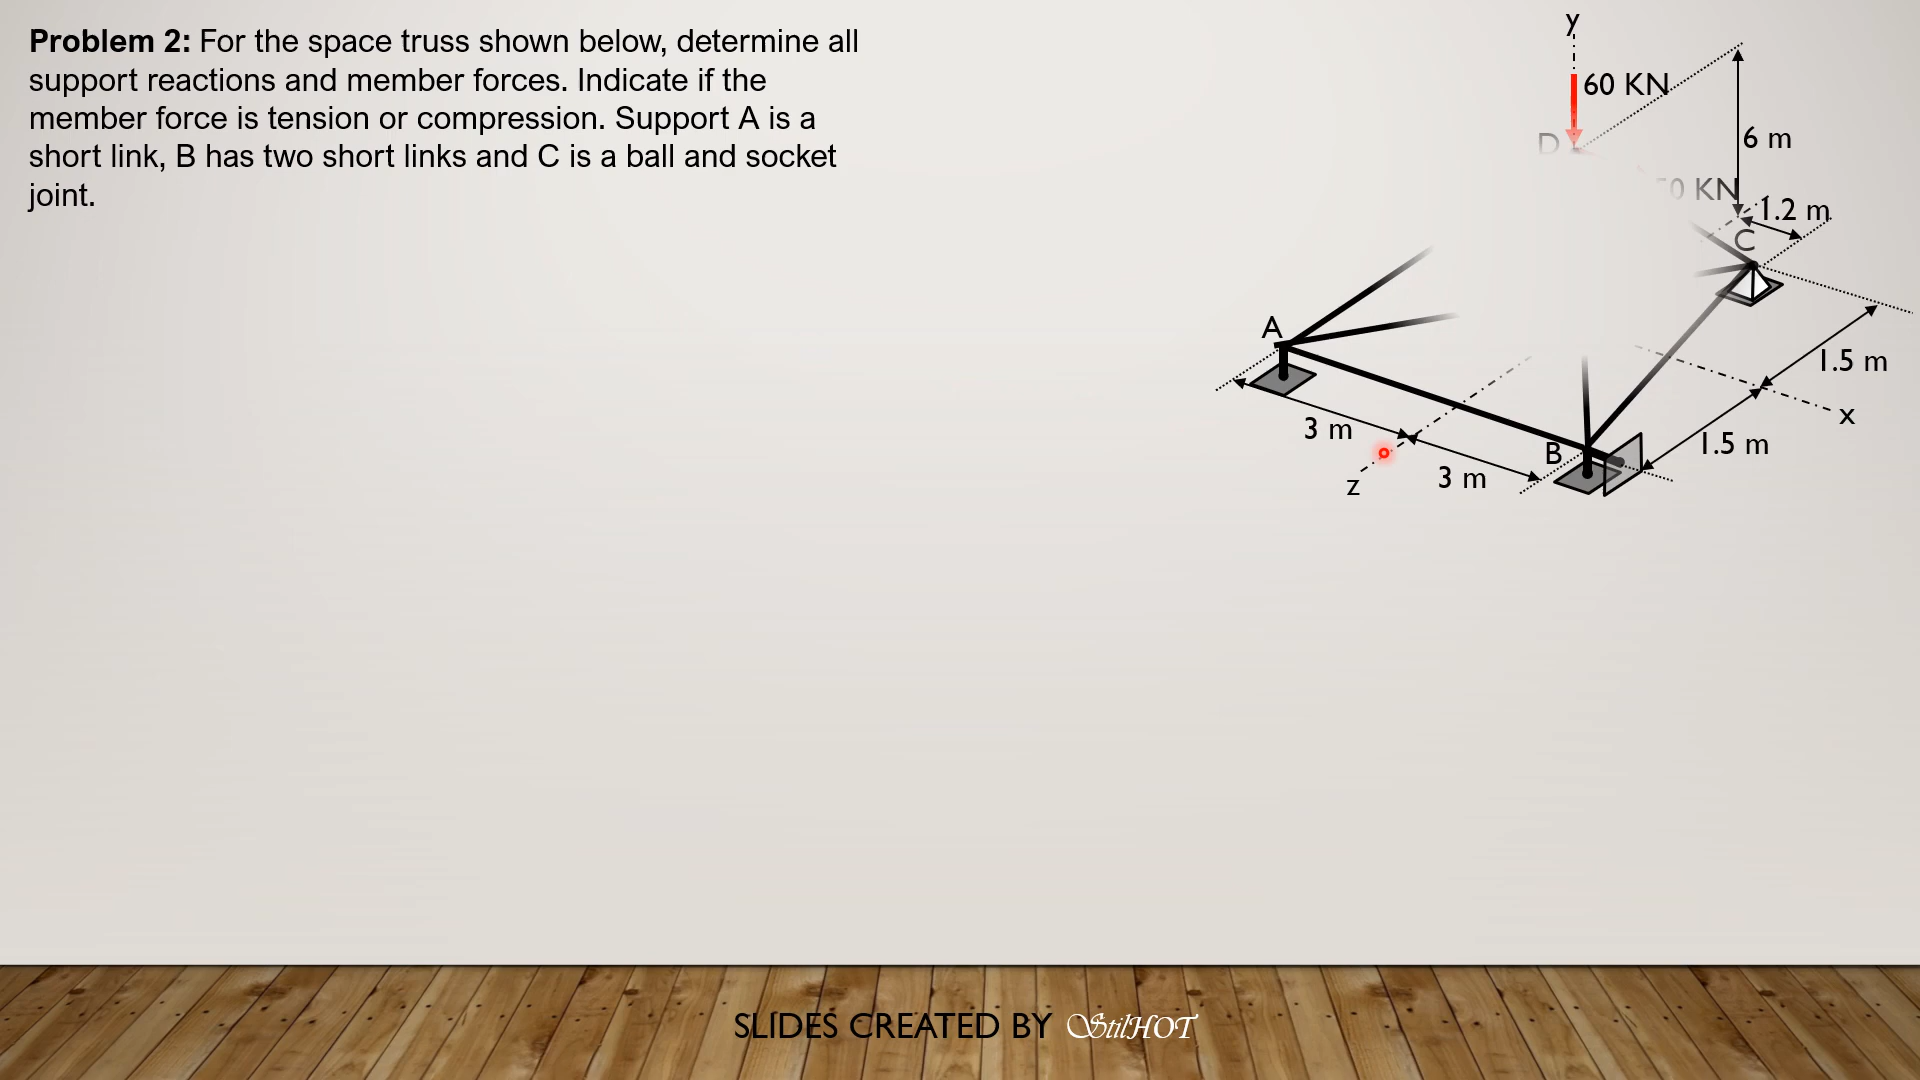 Problem 2: For the space truss shown below, determine all
support reactions and member forces. Indicate if the
member force is tension or compression. Support A is a
short link, B has two short links and C is a ball and socket
joint.
y
60 KN
D
6 m
0 KN
1.2 m
C
A
1.5 m
x
3 m
B
1.5 m
3 m
z
SLIDES CREATED BY StilHOT